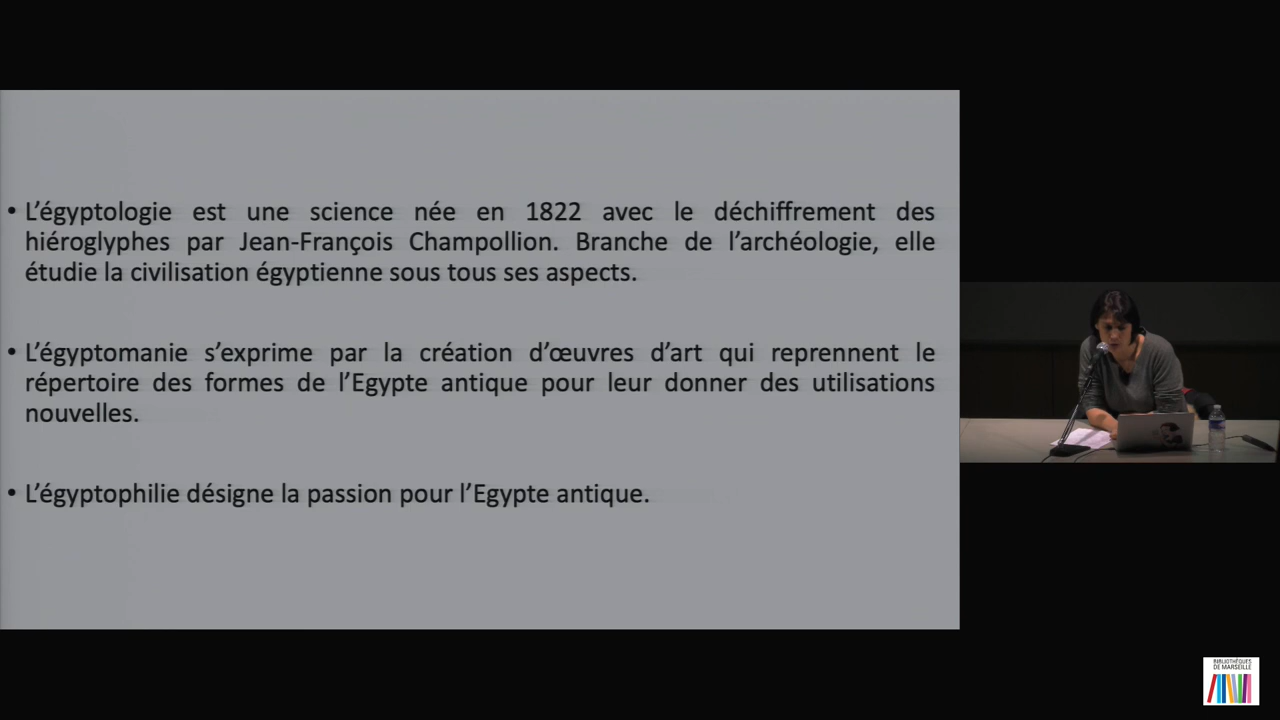 • L’égyptologie est une science née en 1822 avec le déchiffrement des
hiéroglyphes par Jean-François Champollion. Branche de l’archéologie, elle
étudie la civilisation égyptienne sous tous ses aspects.
• L’égyptomanie s’exprime par la création d’œuvres d’art qui reprennent le
répertoire des formes de l’Egypte antique pour leur donner des utilisations
nouvelles.
• L’égyptophilie désigne la passion pour l’Egypte antique.
BIBLIOTHÈQUES
DE MARSEILLE